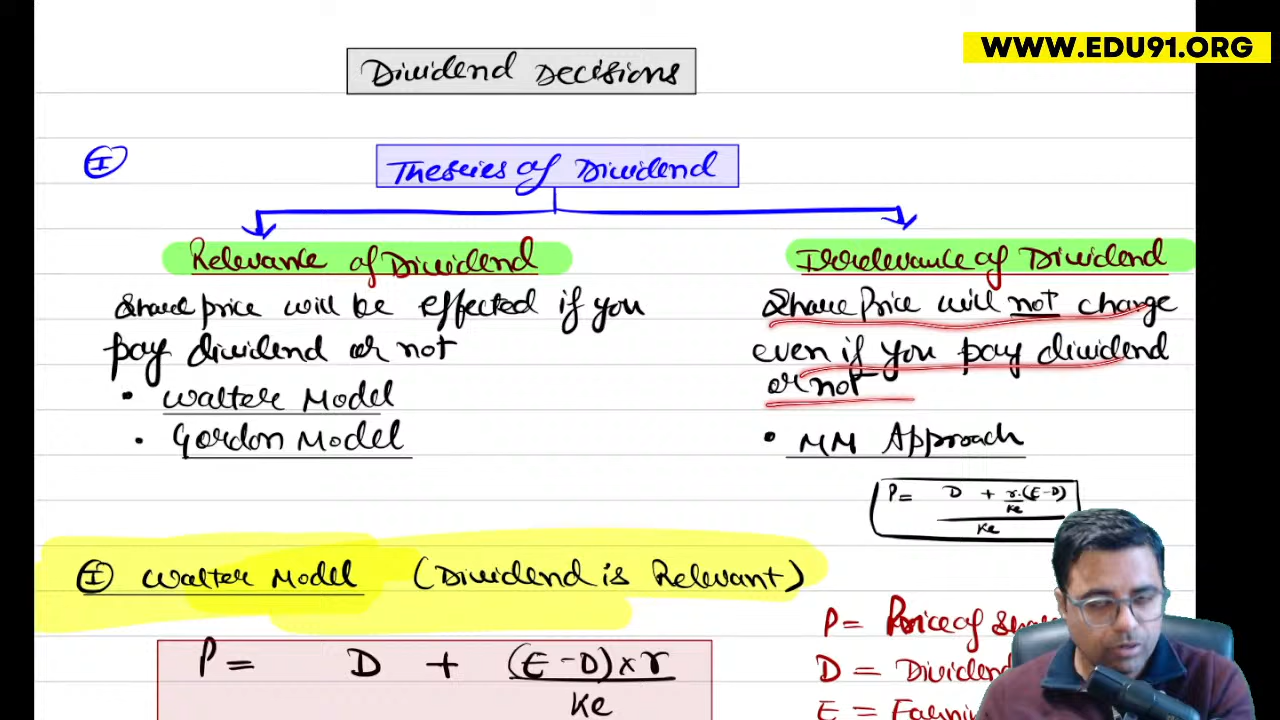 WWW.EDU91.ORG
Dividend Decisions
I
Theories of Dividend
Relevance of Dividend
Share price will be effected if you
pay dividend or not
• Walter Model
• Gordon Model
Irrelevance of Dividend
Share Price will not change
even if you pay dividend
or not
• MM Approach
P = D + r.(E-D)
Ke
Ke
I Walter Model (Dividend is Relevant)
P = D + (E-D)×r
Ke
P = Price of
D = Dividend
E =